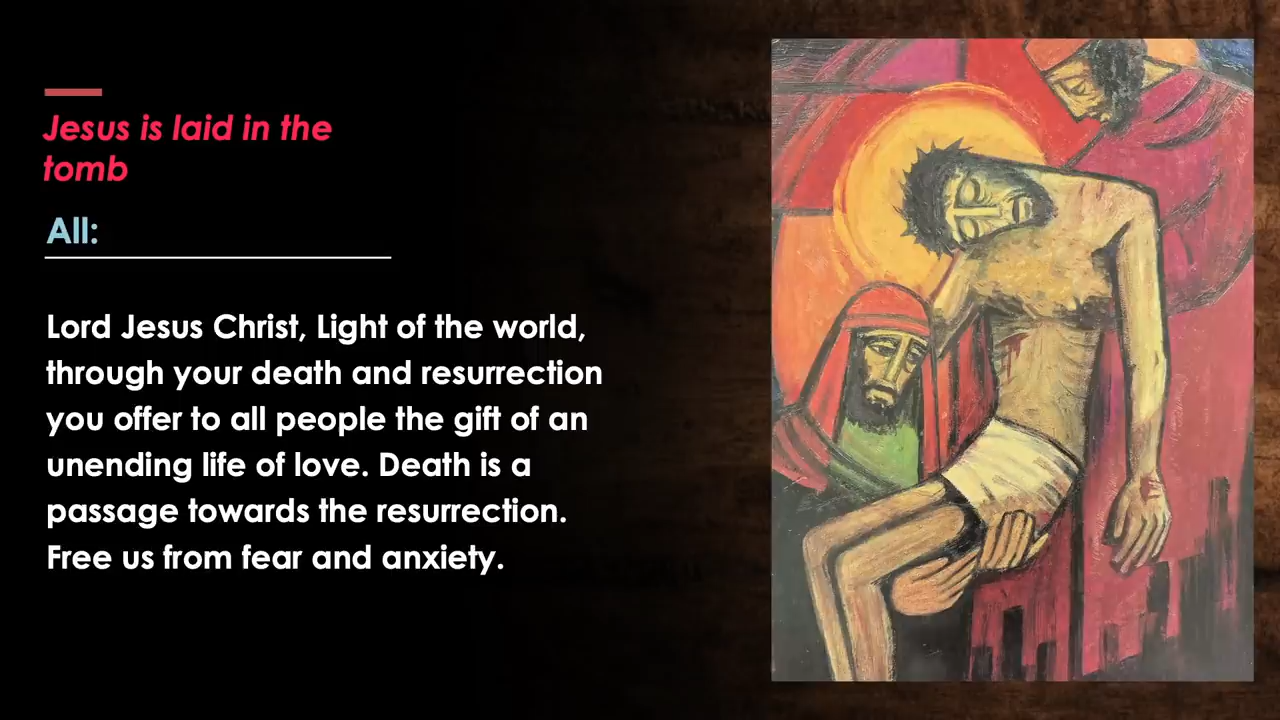 Jesus is laid in the
tomb
All:
Lord Jesus Christ, Light of the world,
through your death and resurrection
you offer to all people the gift of an
unending life of love. Death is a
passage towards the resurrection.
Free us from fear and anxiety.